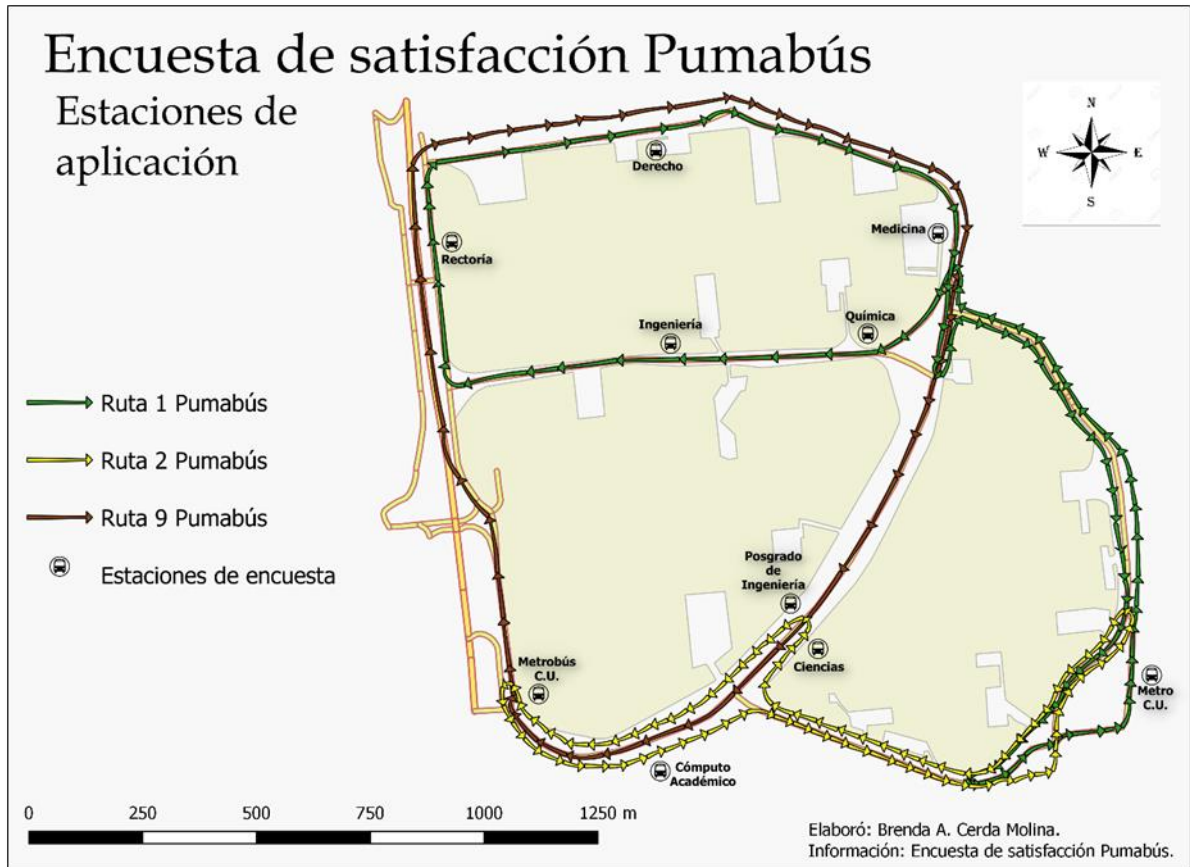 Encuesta de satisfacción Pumabús
Estaciones de
aplicación
N
W
E
S
Derecho
Medicina
Rectoría
Ingeniería
Química
Ruta 1 Pumabús
Ruta 2 Pumabús
Ruta 9 Pumabús
Estaciones de encuesta
Posgrado
de
Ingeniería
Ciencias
Metrobús
C.U.
Metro
C.U.
Cómputo
Académico
0 250 500 750 1000 1250 m
Elaboró: Brenda A. Cerda Molina.
Información: Encuesta de satisfacción Pumabús.